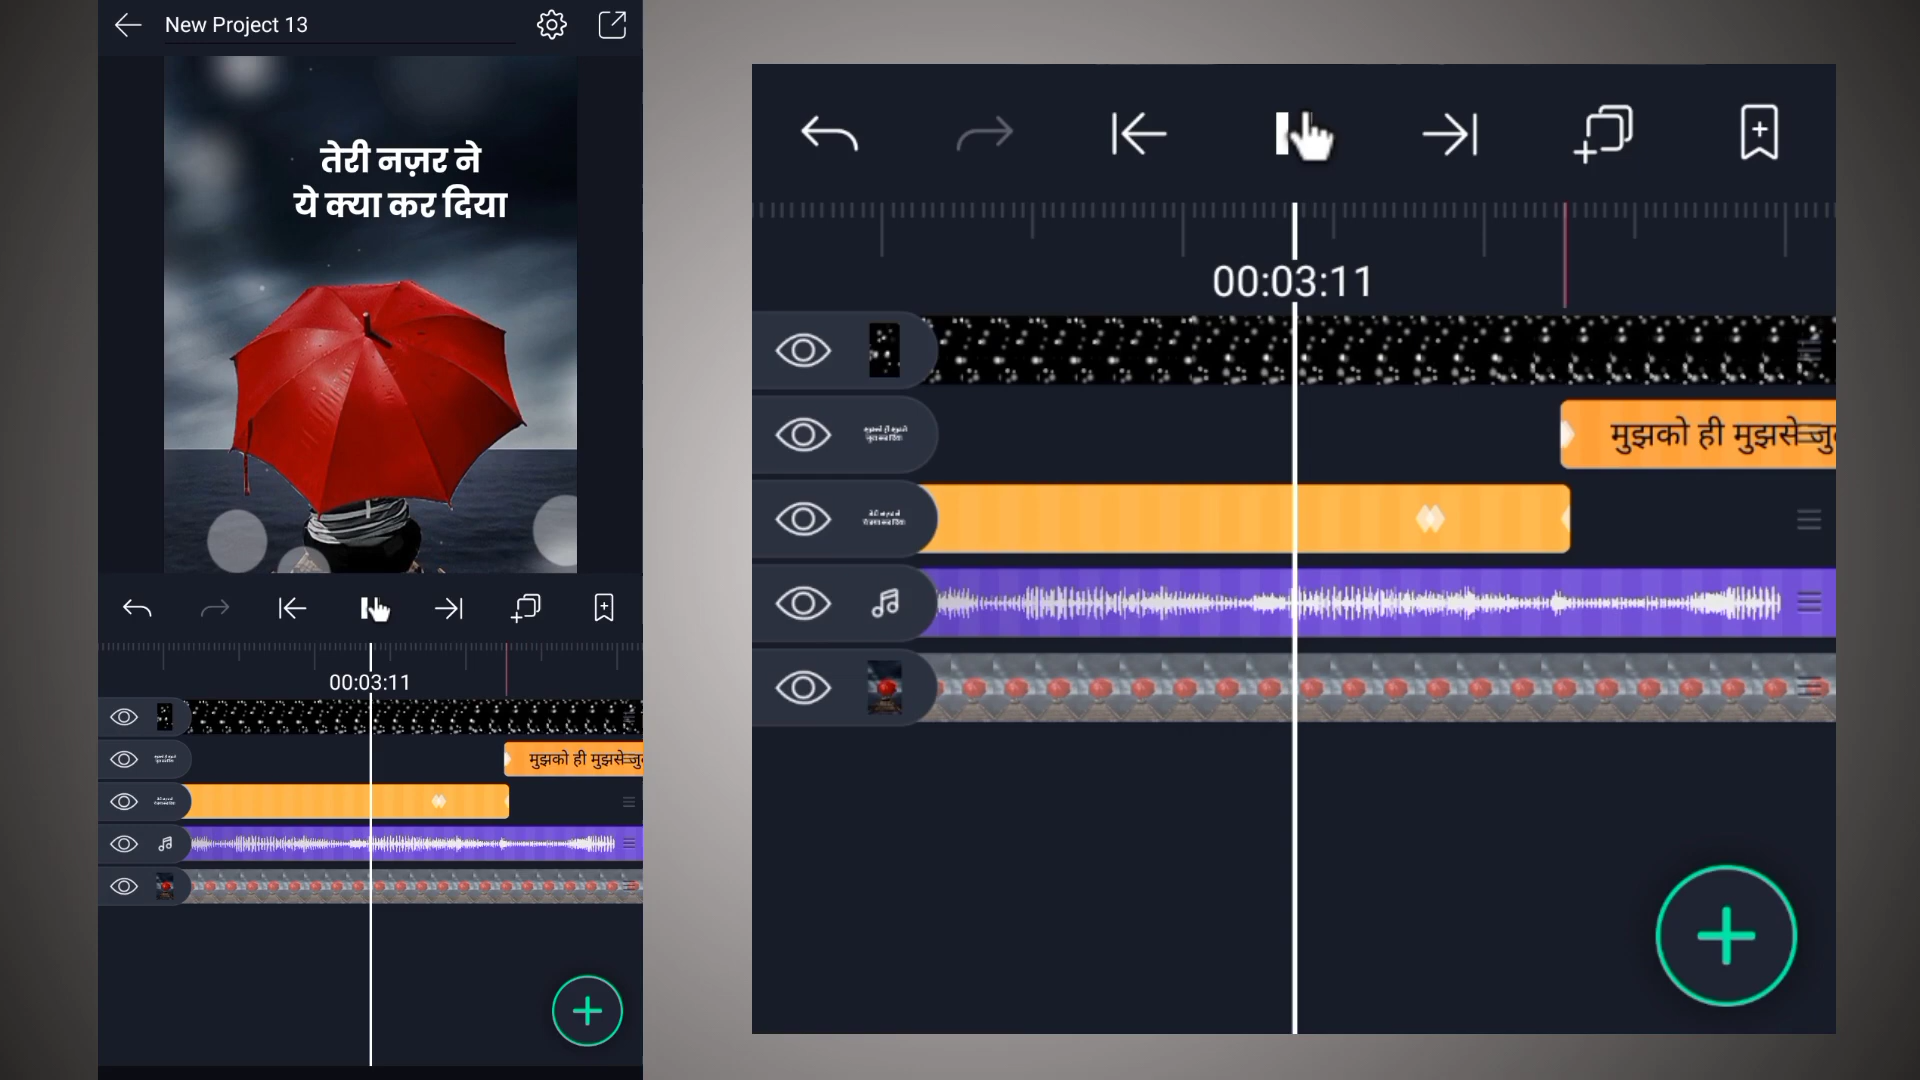 New Project 13
तेरी नज़र ने
ये क्या कर दिया
00:03:11
मुझको ही मुझसे
00:03:11
मुझको ही मुझसे